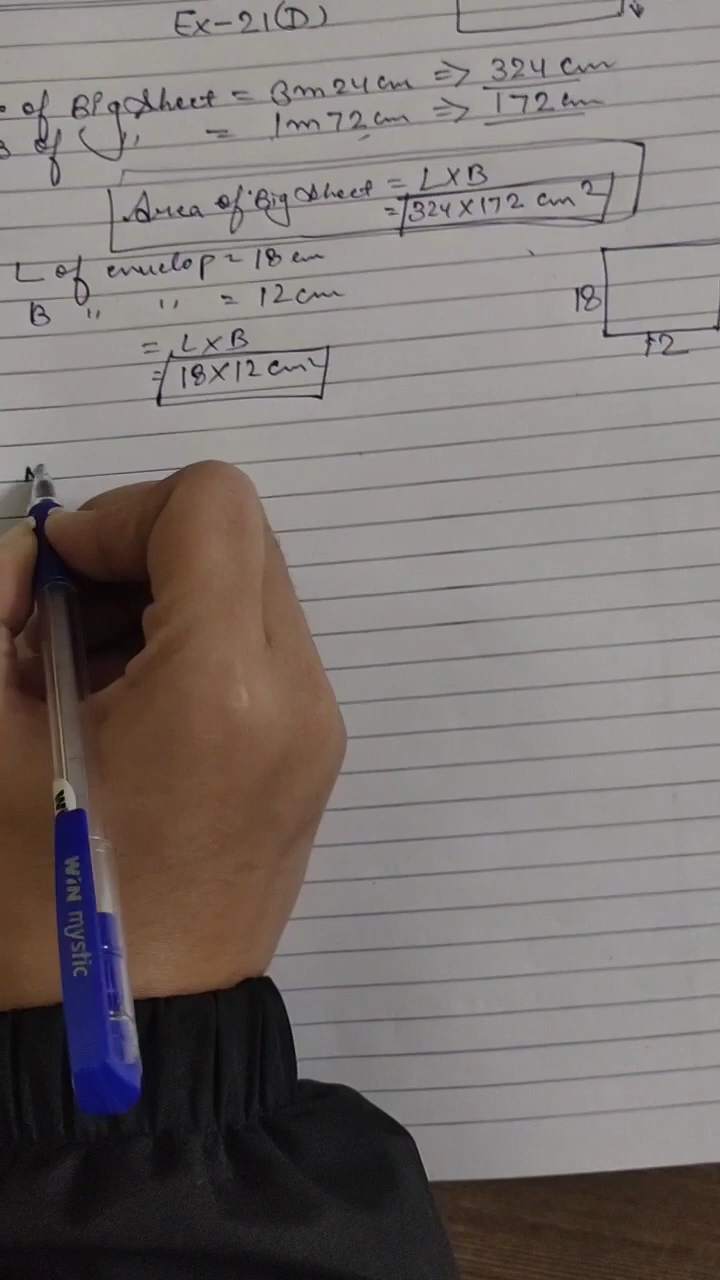 Ex-21(D)
of Big sheet = 3m 24 cm => 324 cm
B of " = 1m 72 cm => 172 cm
Area of Big sheet = L×B
= 324×172 cm²
L of envelop = 18 cm
B " " = 12 cm
= L×B
= 18×12 cm²
18
12
WIN mystic